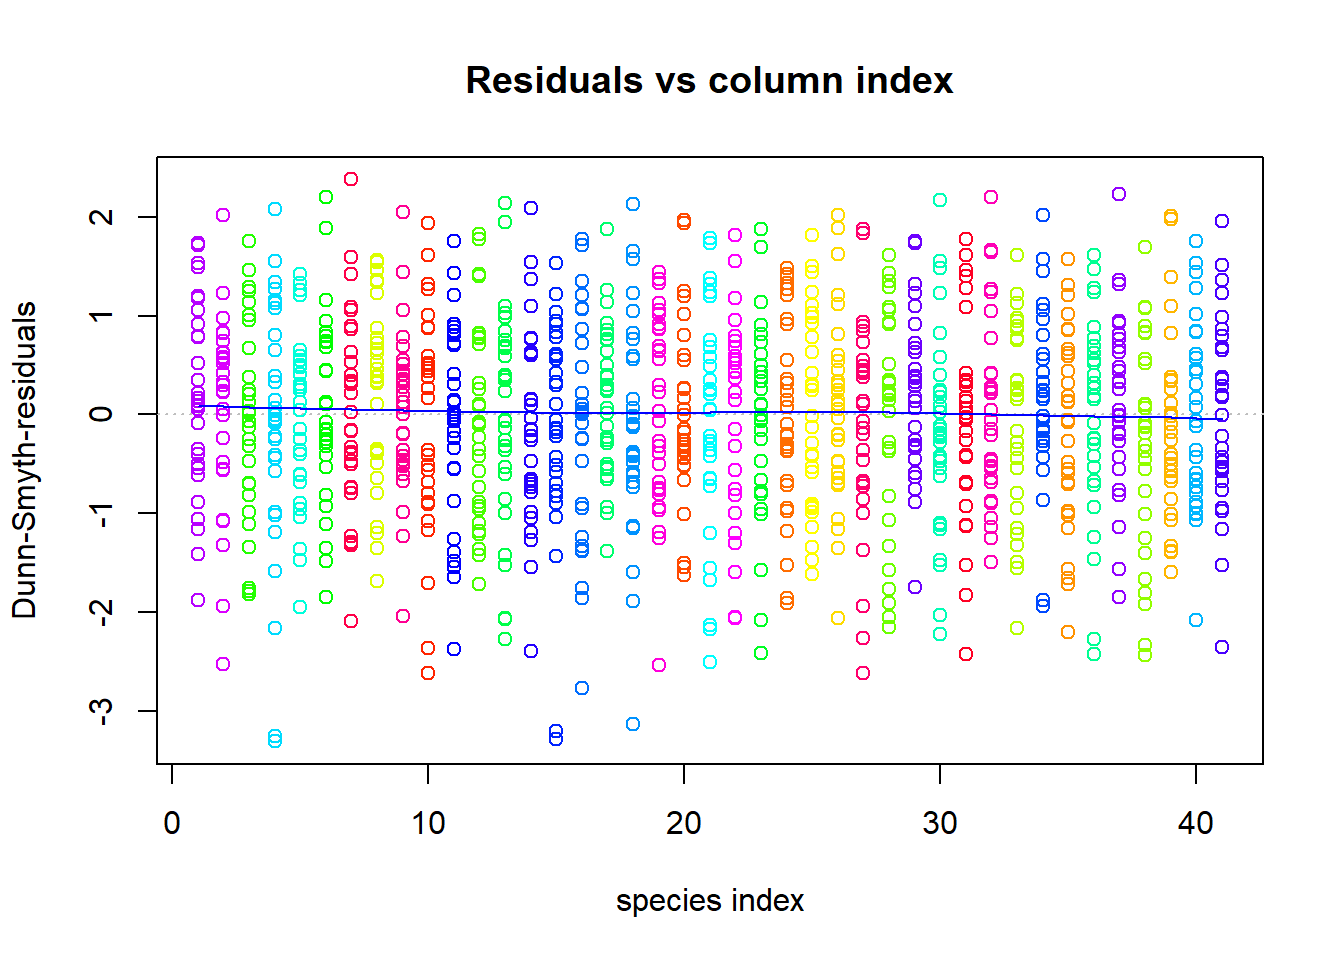 Residuals vs column index
Dunn-Smyth-residuals
2
1
0
-1
-2
-3
0 10 20 30 40
species index